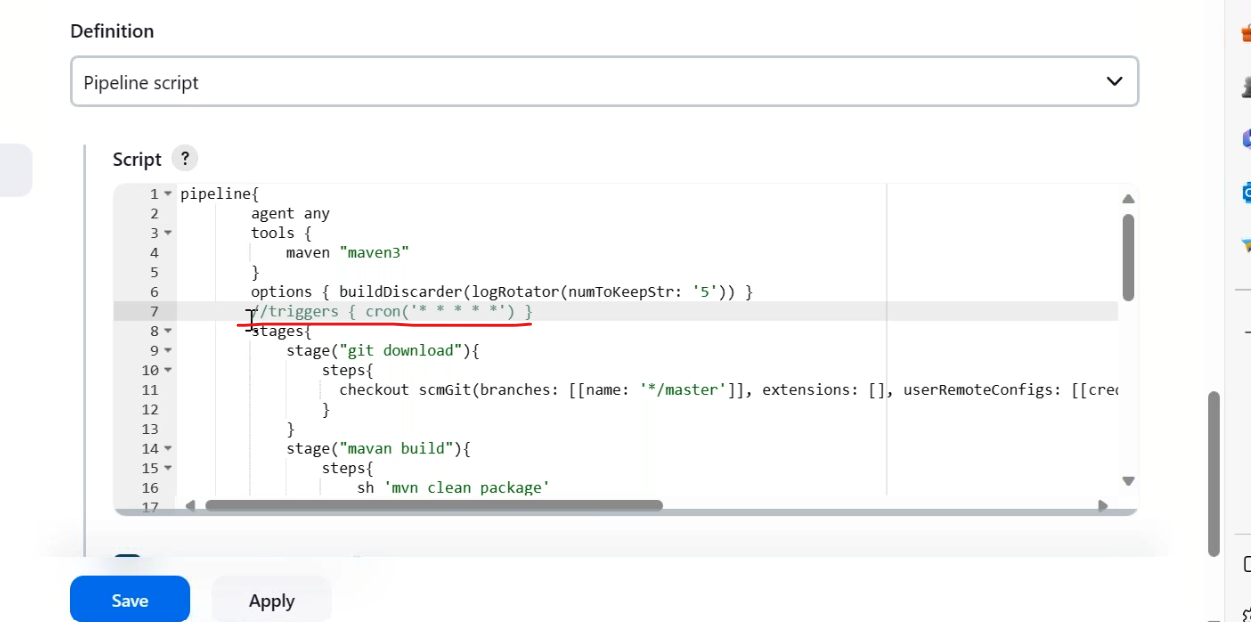 Definition
Pipeline script
Script ?
1 pipeline{
2 agent any
3 tools {
4 maven "maven3"
5 }
6 options { buildDiscarder(logRotator(numToKeepStr: '5')) }
7 //triggers { cron('* * * * *') }
8 stages{
9 stage("git download"){
10 steps{
11 checkout scmGit(branches: [[name: '*/master']], extensions: [], userRemoteConfigs: [[cre
12 }
13 }
14 stage("mavan build"){
15 steps{
16 sh 'mvn clean package'
17
Save Apply